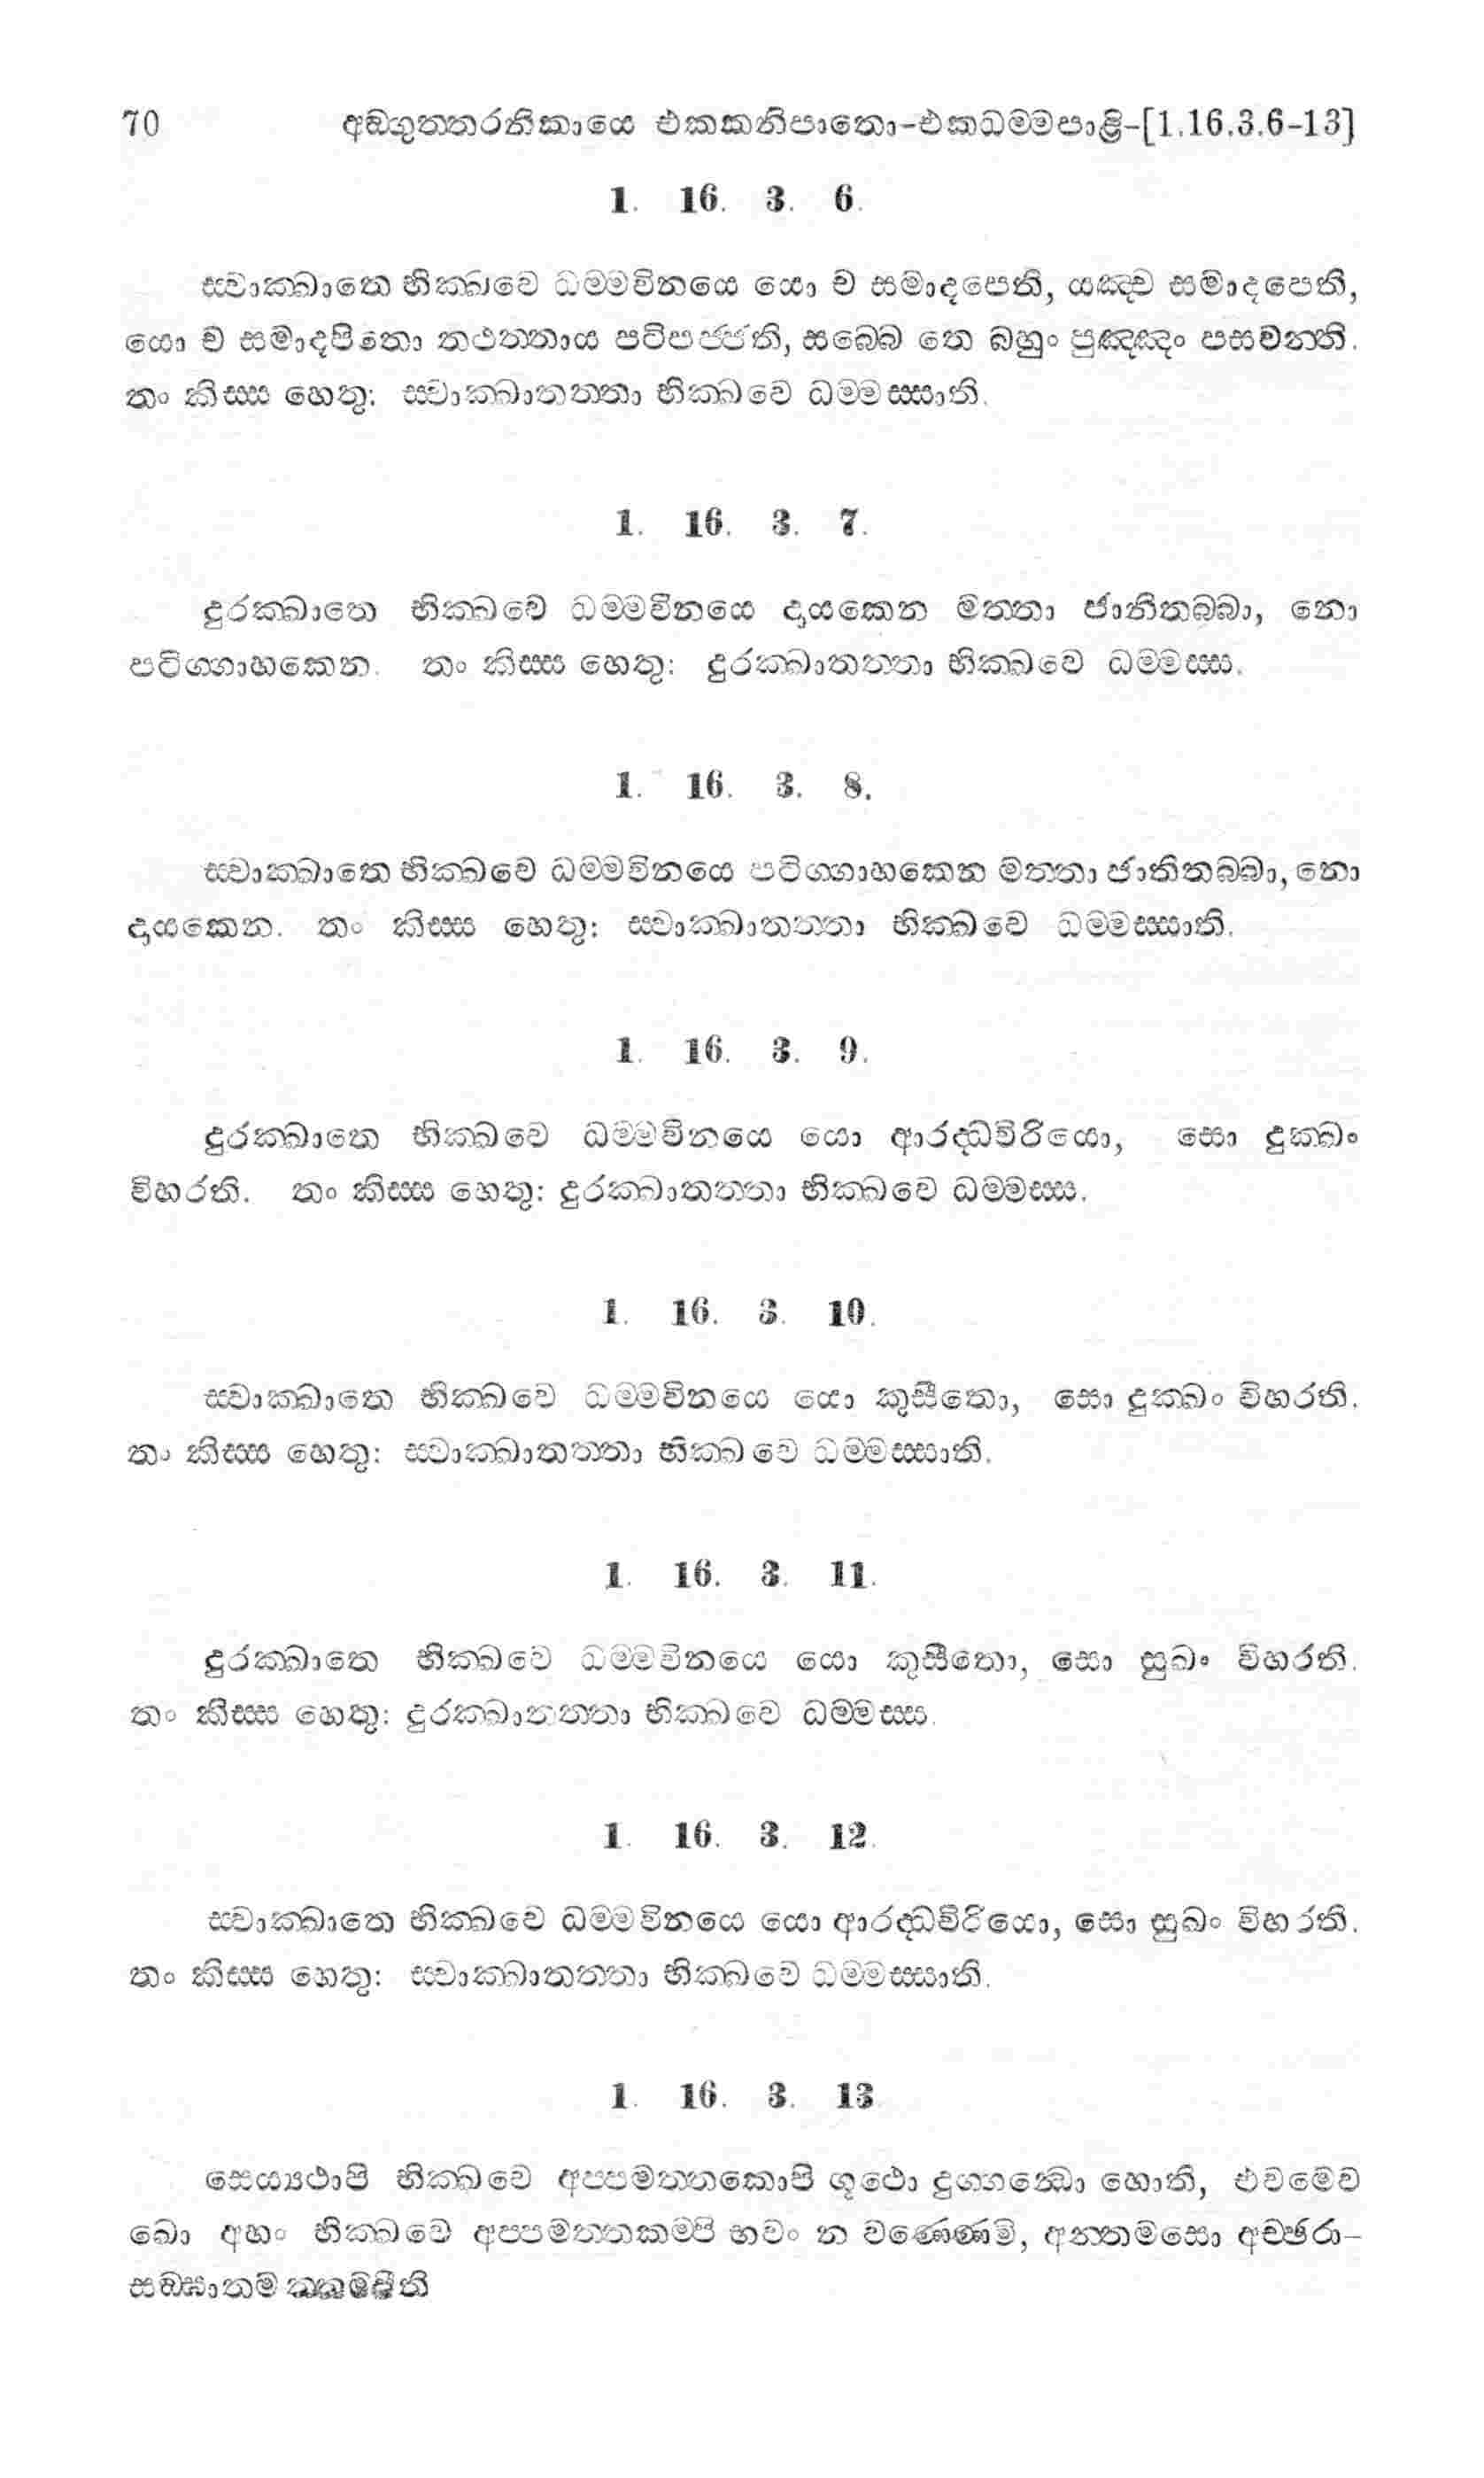 70 අඞ්ගුත්තරනිකායෙ එකකනිපාතො-එකධම්මපාළි-[1.16.3.6-13]
1. 16. 3. 6.
ස්වාක්ඛාතෙ භික්ඛවෙ ධම්මවිනයෙ යො ච සමාදපෙති, යඤ්ච සමාදපෙති,
යො ච සමාදපිතො තථත්තාය පටිපජ්ජති, සබ්බෙ තෙ බහුං පුඤ්ඤං පසවන්ති.
තං කිස්ස හෙතු: ස්වාක්ඛාතත්තා භික්ඛවෙ ධම්මස්සාති.
1. 16. 3. 7.
දුරක්ඛාතෙ භික්ඛවෙ ධම්මවිනයෙ දායකෙන මත්තා ජානිතබ්බා, නො
පටිග්ගාහකෙන. තං කිස්ස හෙතු: දුරක්ඛාතත්තා භික්ඛවෙ ධම්මස්ස.
1. 16. 3. 8.
ස්වාක්ඛාතෙ භික්ඛවෙ ධම්මවිනයෙ පටිග්ගාහකෙන මත්තා ජානිතබ්බා, නො
දායකෙන. තං කිස්ස හෙතු: ස්වාක්ඛාතත්තා භික්ඛවෙ ධම්මස්සාති.
1. 16. 3. 9.
දුරක්ඛාතෙ භික්ඛවෙ ධම්මවිනයෙ යො ආරද්ධවිරියො, සො දුක්ඛං
විහරති. තං කිස්ස හෙතු: දුරක්ඛාතත්තා භික්ඛවෙ ධම්මස්ස.
1. 16. 3. 10.
ස්වාක්ඛාතෙ භික්ඛවෙ ධම්මවිනයෙ යො කුසීතො, සො දුක්ඛං විහරති.
තං කිස්ස හෙතු: ස්වාක්ඛාතත්තා භික්ඛවෙ ධම්මස්සාති.
1. 16. 3. 11.
දුරක්ඛාතෙ භික්ඛවෙ ධම්මවිනයෙ යො කුසීතො, සො සුඛං විහරති.
තං කිස්ස හෙතු: දුරක්ඛාතත්තා භික්ඛවෙ ධම්මස්ස.
1. 16. 3. 12.
ස්වාක්ඛාතෙ භික්ඛවෙ ධම්මවිනයෙ යො ආරද්ධවිරියො, සො සුඛං විහරති.
තං කිස්ස හෙතු: ස්වාක්ඛාතත්තා භික්ඛවෙ ධම්මස්සාති.
1. 16. 3. 13
සෙය්‍යථාපි භික්ඛවෙ අප්පමත්තකොපි ගූථො දුග්ගන්ධො හොති, එවමෙව
ඛො අහං භික්ඛවෙ අප්පමත්තකම්පි භවං න වණ්ණෙමි, අන්තමසො අච්ඡරා-
සඞ්ඝාතම